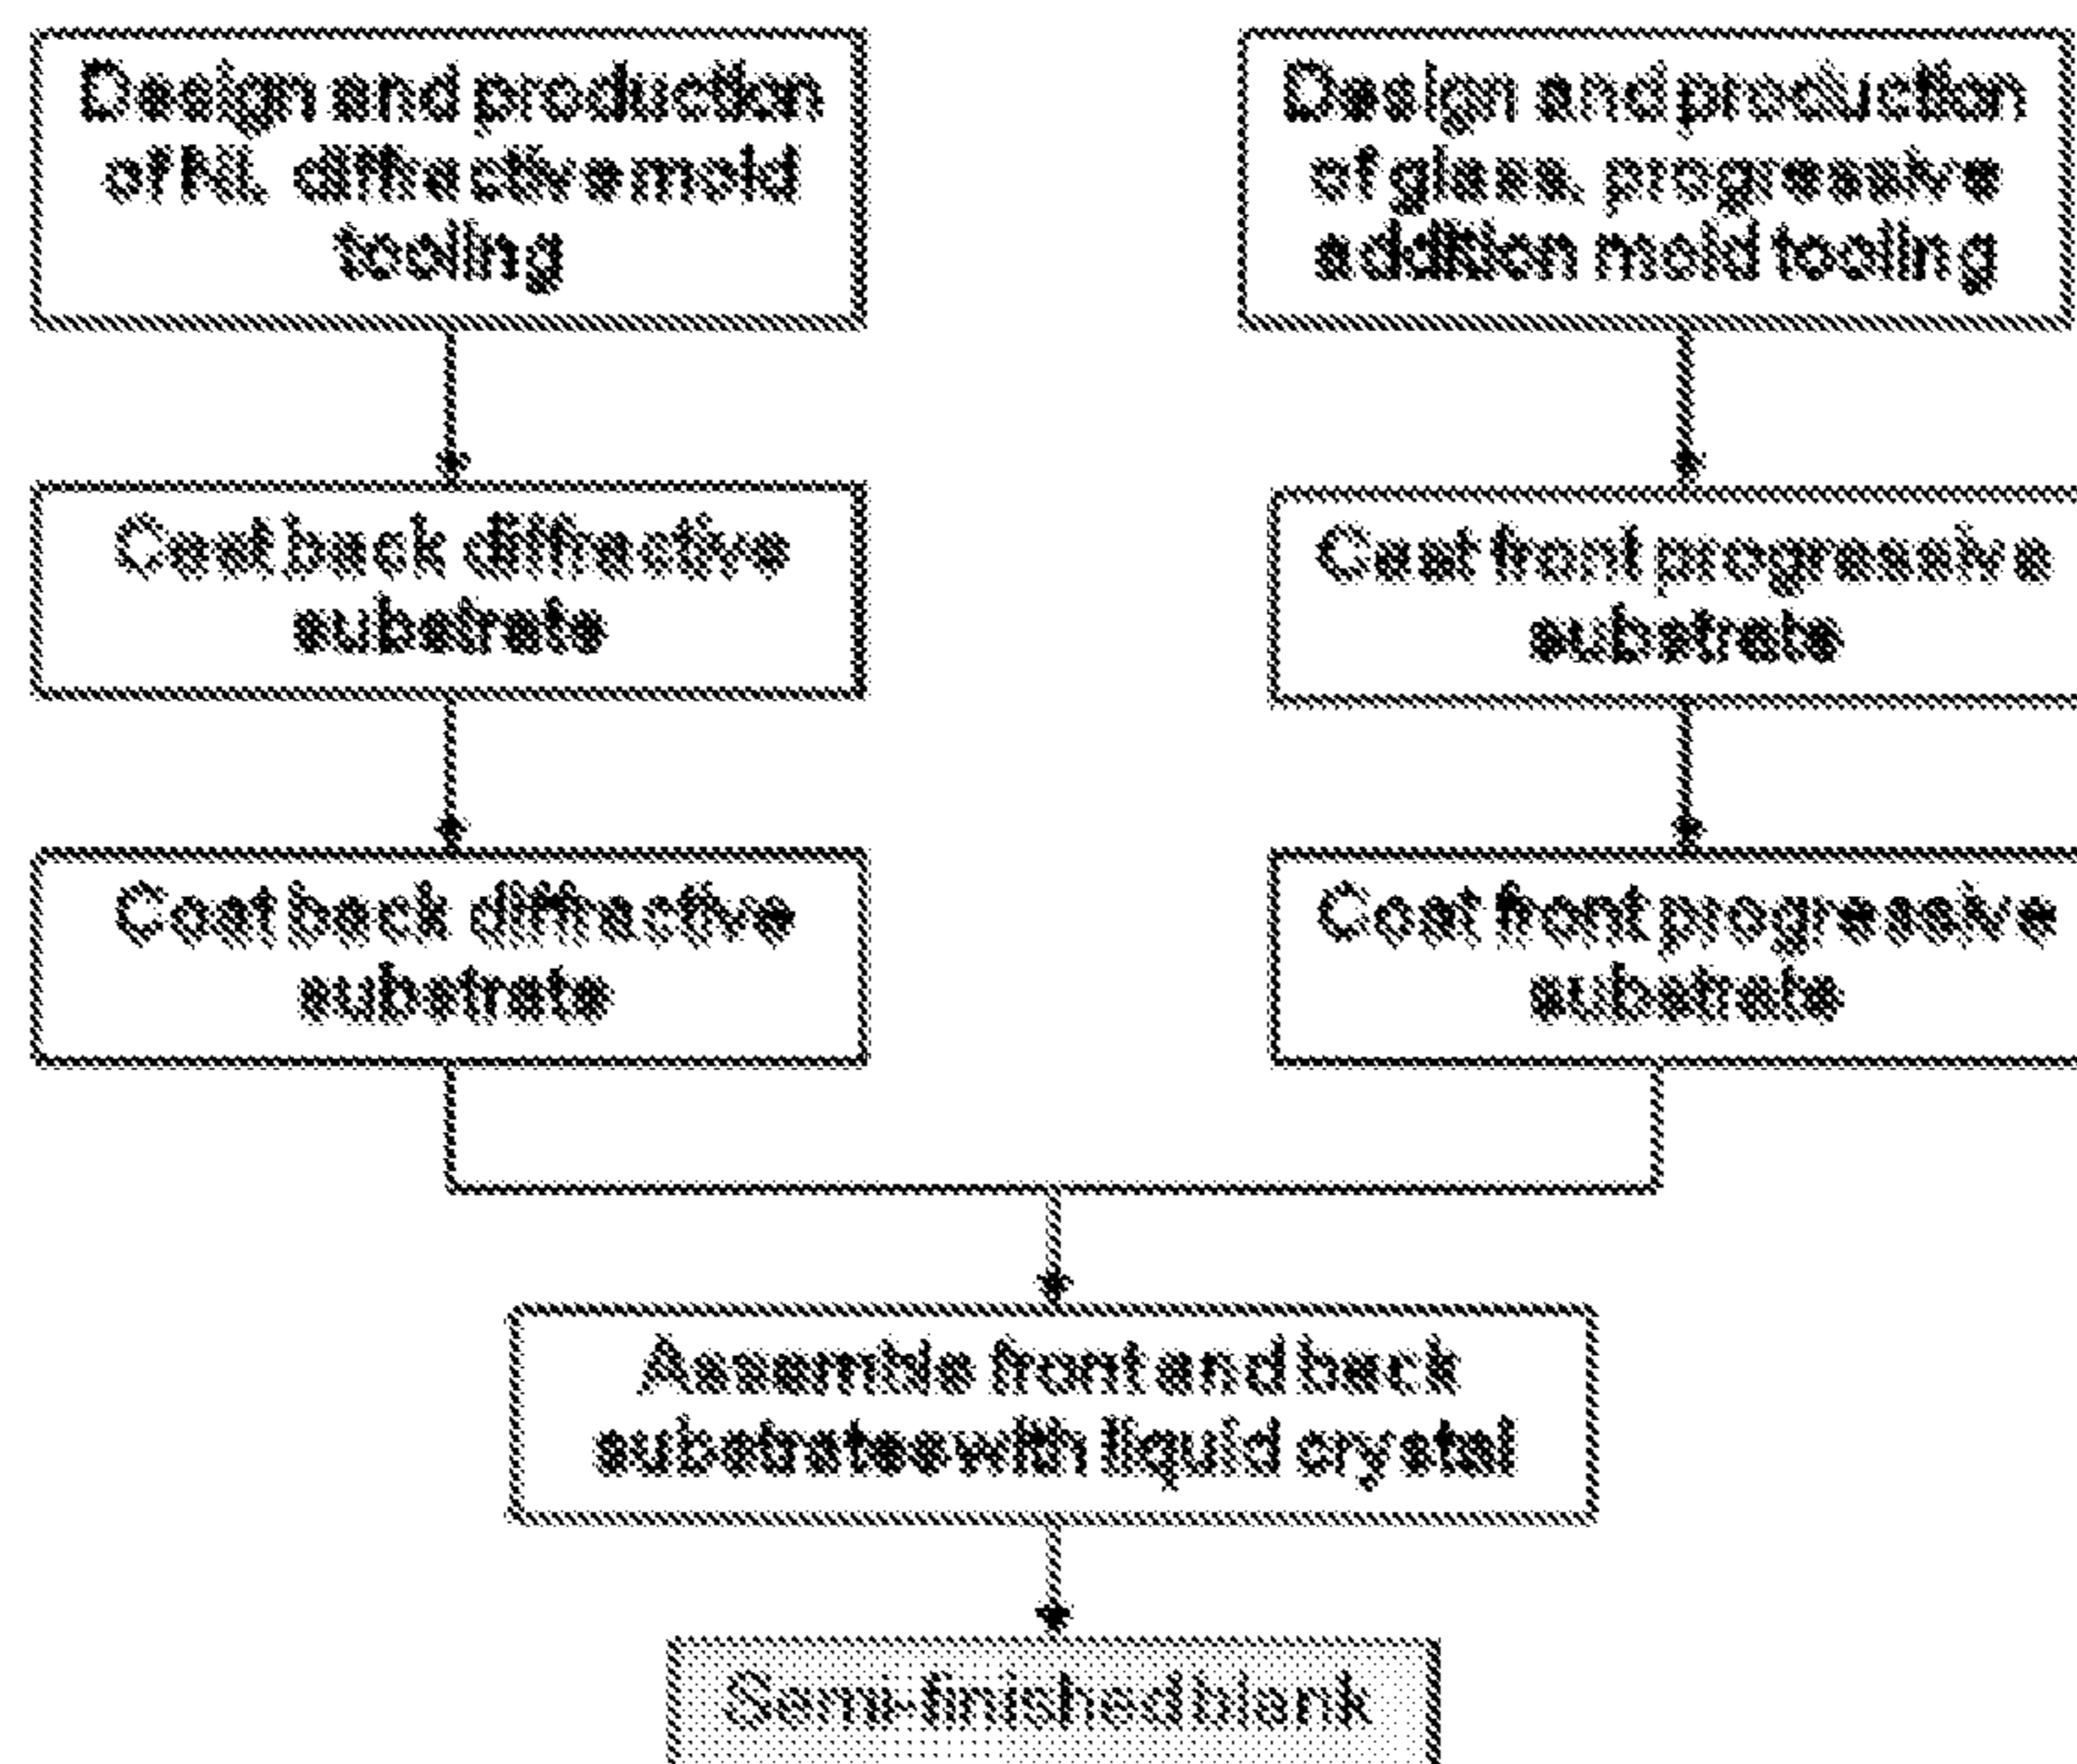 Design and production
of Ni, diffractive mold
tooling
Design and production
of glass, progressive
addition mold tooling
Cast back diffractive
substrate
Cast front progressive
substrate
Coat back diffractive
substrate
Coat front progressive
substrate
Assemble front and back
substrates with liquid crystal
Semi-finished blank